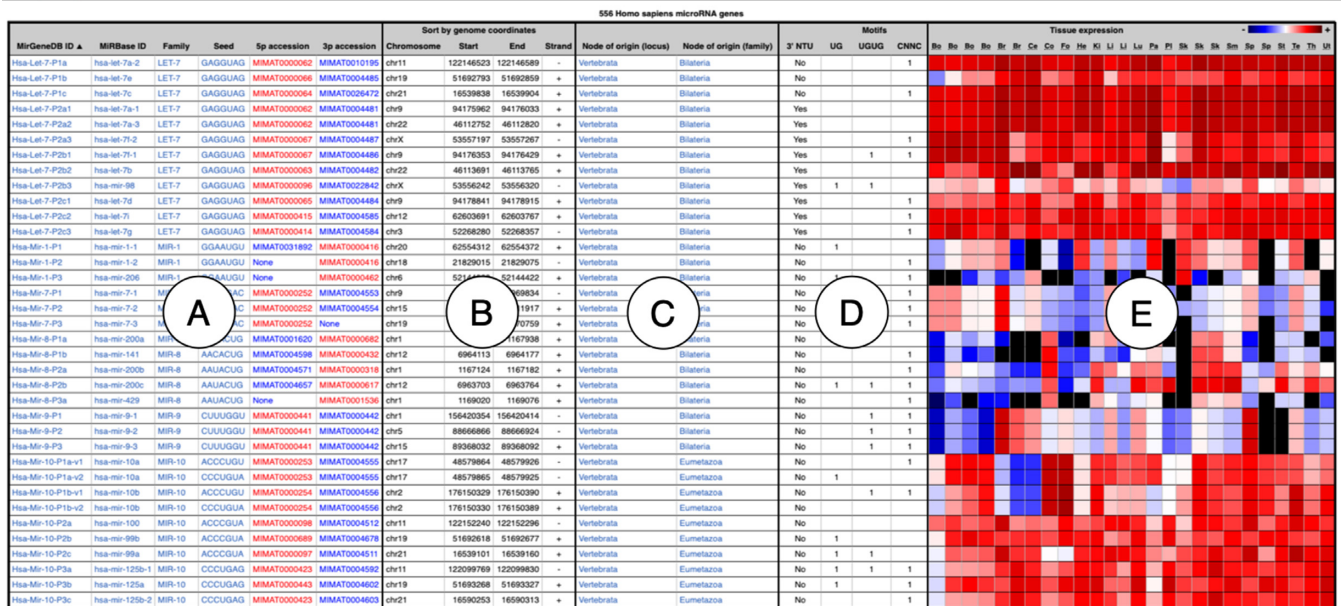 556 Homo sapiens microRNA genes
Sort by genome coordinates Motifs Tissue expression - +
MirGeneDB ID ▲ MiRBase ID Family Seed 5p accession 3p accession Chromosome Start End Strand Node of origin (locus) Node of origin (family) 3' NTU UG UGUG CNNC Bo Bo Bo Bo Br Br Ce Co Fo He Ki Li Li Lu Pa Pl Sk Sk Sk Sm Sp Sp St Te Th Ut
Hsa-Let-7-P1a hsa-let-7a-2 LET-7 GAGGUAG MIMAT0000062 MIMAT0010195 chr11 122146523 122146589 - Vertebrata Bilateria No 1
Hsa-Let-7-P1b hsa-let-7e LET-7 GAGGUAG MIMAT0000066 MIMAT0004485 chr19 51692793 51692859 + Vertebrata Bilateria No
Hsa-Let-7-P1c hsa-let-7c LET-7 GAGGUAG MIMAT0000064 MIMAT0026472 chr21 16539838 16539904 + Vertebrata Bilateria No 1
Hsa-Let-7-P2a1 hsa-let-7a-1 LET-7 GAGGUAG MIMAT0000062 MIMAT0004481 chr9 94175962 94176033 + Vertebrata Bilateria Yes
Hsa-Let-7-P2a2 hsa-let-7a-3 LET-7 GAGGUAG MIMAT0000062 MIMAT0004481 chr22 46112752 46112820 + Vertebrata Bilateria Yes
Hsa-Let-7-P2a3 hsa-let-7f-2 LET-7 GAGGUAG MIMAT0000067 MIMAT0004487 chrX 53557197 53557267 - Vertebrata Bilateria Yes 1
Hsa-Let-7-P2b1 hsa-let-7f-1 LET-7 GAGGUAG MIMAT0000067 MIMAT0004486 chr9 94176353 94176429 + Vertebrata Bilateria Yes 1 1
Hsa-Let-7-P2b2 hsa-let-7b LET-7 GAGGUAG MIMAT0000063 MIMAT0004482 chr22 46113691 46113765 + Vertebrata Bilateria Yes
Hsa-Let-7-P2b3 hsa-mir-98 LET-7 GAGGUAG MIMAT0000096 MIMAT0022842 chrX 53556242 53556320 - Vertebrata Bilateria Yes 1 1
Hsa-Let-7-P2c1 hsa-let-7d LET-7 GAGGUAG MIMAT0000065 MIMAT0004484 chr9 94178841 94178915 + Vertebrata Bilateria Yes 1
Hsa-Let-7-P2c2 hsa-let-7i LET-7 GAGGUAG MIMAT0000415 MIMAT0004585 chr12 62603691 62603767 + Vertebrata Bilateria Yes 1
Hsa-Let-7-P2c3 hsa-let-7g LET-7 GAGGUAG MIMAT0000414 MIMAT0004584 chr3 52268280 52268357 - Vertebrata Bilateria Yes 1
Hsa-Mir-1-P1 hsa-mir-1-1 MIR-1 GGAAUGU MIMAT0031892 MIMAT0000416 chr20 62554312 62554372 + Vertebrata Bilateria No 1
Hsa-Mir-1-P2 hsa-mir-1-2 MIR-1 GGAAUGU None MIMAT0000416 chr18 21829015 21829075 - Vertebrata Bilateria No 1
Hsa-Mir-1-P3 hsa-mir-206 MIR-1 GGAAUGU None MIMAT0000462 chr6 52144422 + Vertebrata Bilateria No 1
Hsa-Mir-7-P1 hsa-mir-7-1 MIMAT0000252 MIMAT0004553 chr9 - Vertebrata No 1
Hsa-Mir-7-P2 hsa-mir-7-2 MIMAT0000252 MIMAT0004554 chr15 + Vertebrata No 1
Hsa-Mir-7-P3 hsa-mir-7-3 MIMAT0000252 None chr19 + Vertebrata No 1
Hsa-Mir-8-P1a hsa-mir-200a MIMAT0001620 MIMAT0000682 chr1 1167938 + Vertebrata Bilateria No
Hsa-Mir-8-P1b hsa-mir-141 MIR-8 AACACUG MIMAT0004598 MIMAT0000432 chr12 6964113 6964177 + Vertebrata Bilateria No 1
Hsa-Mir-8-P2a hsa-mir-200b MIR-8 AAUACUG MIMAT0004571 MIMAT0000318 chr1 1167124 1167182 + Vertebrata Bilateria No 1
Hsa-Mir-8-P2b hsa-mir-200c MIR-8 AAUACUG MIMAT0004657 MIMAT0000617 chr12 6963703 6963764 + Vertebrata Bilateria No 1 1 1
Hsa-Mir-8-P3a hsa-mir-429 MIR-8 AAUACUG None MIMAT0001536 chr1 1169020 1169076 + Vertebrata Bilateria No 1
Hsa-Mir-9-P1 hsa-mir-9-1 MIR-9 CUUUGGU MIMAT0000441 MIMAT0000442 chr1 156420354 156420414 - Vertebrata Bilateria No 1 1
Hsa-Mir-9-P2 hsa-mir-9-2 MIR-9 CUUUGGU MIMAT0000441 MIMAT0000442 chr5 88666866 88666924 - Vertebrata Bilateria No 1 1
Hsa-Mir-9-P3 hsa-mir-9-3 MIR-9 CUUUGGU MIMAT0000441 MIMAT0000442 chr15 89368032 89368092 + Vertebrata Bilateria No 1 1
Hsa-Mir-10-P1a-v1 hsa-mir-10a MIR-10 ACCCUGU MIMAT0000253 MIMAT0004555 chr17 48579864 48579926 - Vertebrata Eumetazoa No 1
Hsa-Mir-10-P1a-v2 hsa-mir-10a MIR-10 CCCUGUA MIMAT0000253 MIMAT0004555 chr17 48579865 48579925 - Vertebrata Eumetazoa No 1
Hsa-Mir-10-P1b-v1 hsa-mir-10b MIR-10 ACCCUGU MIMAT0000254 MIMAT0004556 chr2 176150329 176150390 + Vertebrata Eumetazoa No 1 1
Hsa-Mir-10-P1b-v2 hsa-mir-10b MIR-10 CCCUGUA MIMAT0000254 MIMAT0004556 chr2 176150330 176150389 + Vertebrata Eumetazoa No
Hsa-Mir-10-P2a hsa-mir-100 MIR-10 ACCCGUA MIMAT0000098 MIMAT0004512 chr11 122152240 122152296 - Vertebrata Eumetazoa No
Hsa-Mir-10-P2b hsa-mir-99b MIR-10 ACCCGUA MIMAT0000689 MIMAT0004678 chr19 51692618 51692677 + Vertebrata Eumetazoa No 1
Hsa-Mir-10-P2c hsa-mir-99a MIR-10 ACCCGUA MIMAT0000097 MIMAT0004511 chr21 16539101 16539160 + Vertebrata Eumetazoa No 1 1
Hsa-Mir-10-P3a hsa-mir-125b-1 MIR-10 CCCUGAG MIMAT0000423 MIMAT0004592 chr11 122099769 122099830 - Vertebrata Eumetazoa No 1 1 1
Hsa-Mir-10-P3b hsa-mir-125a MIR-10 CCCUGAG MIMAT0000443 MIMAT0004602 chr19 51693268 51693327 + Vertebrata Eumetazoa No 1 1
Hsa-Mir-10-P3c hsa-mir-125b-2 MIR-10 CCCUGAG MIMAT0000423 MIMAT0004603 chr21 16590253 16590313 + Vertebrata Eumetazoa No 1
A B C D E